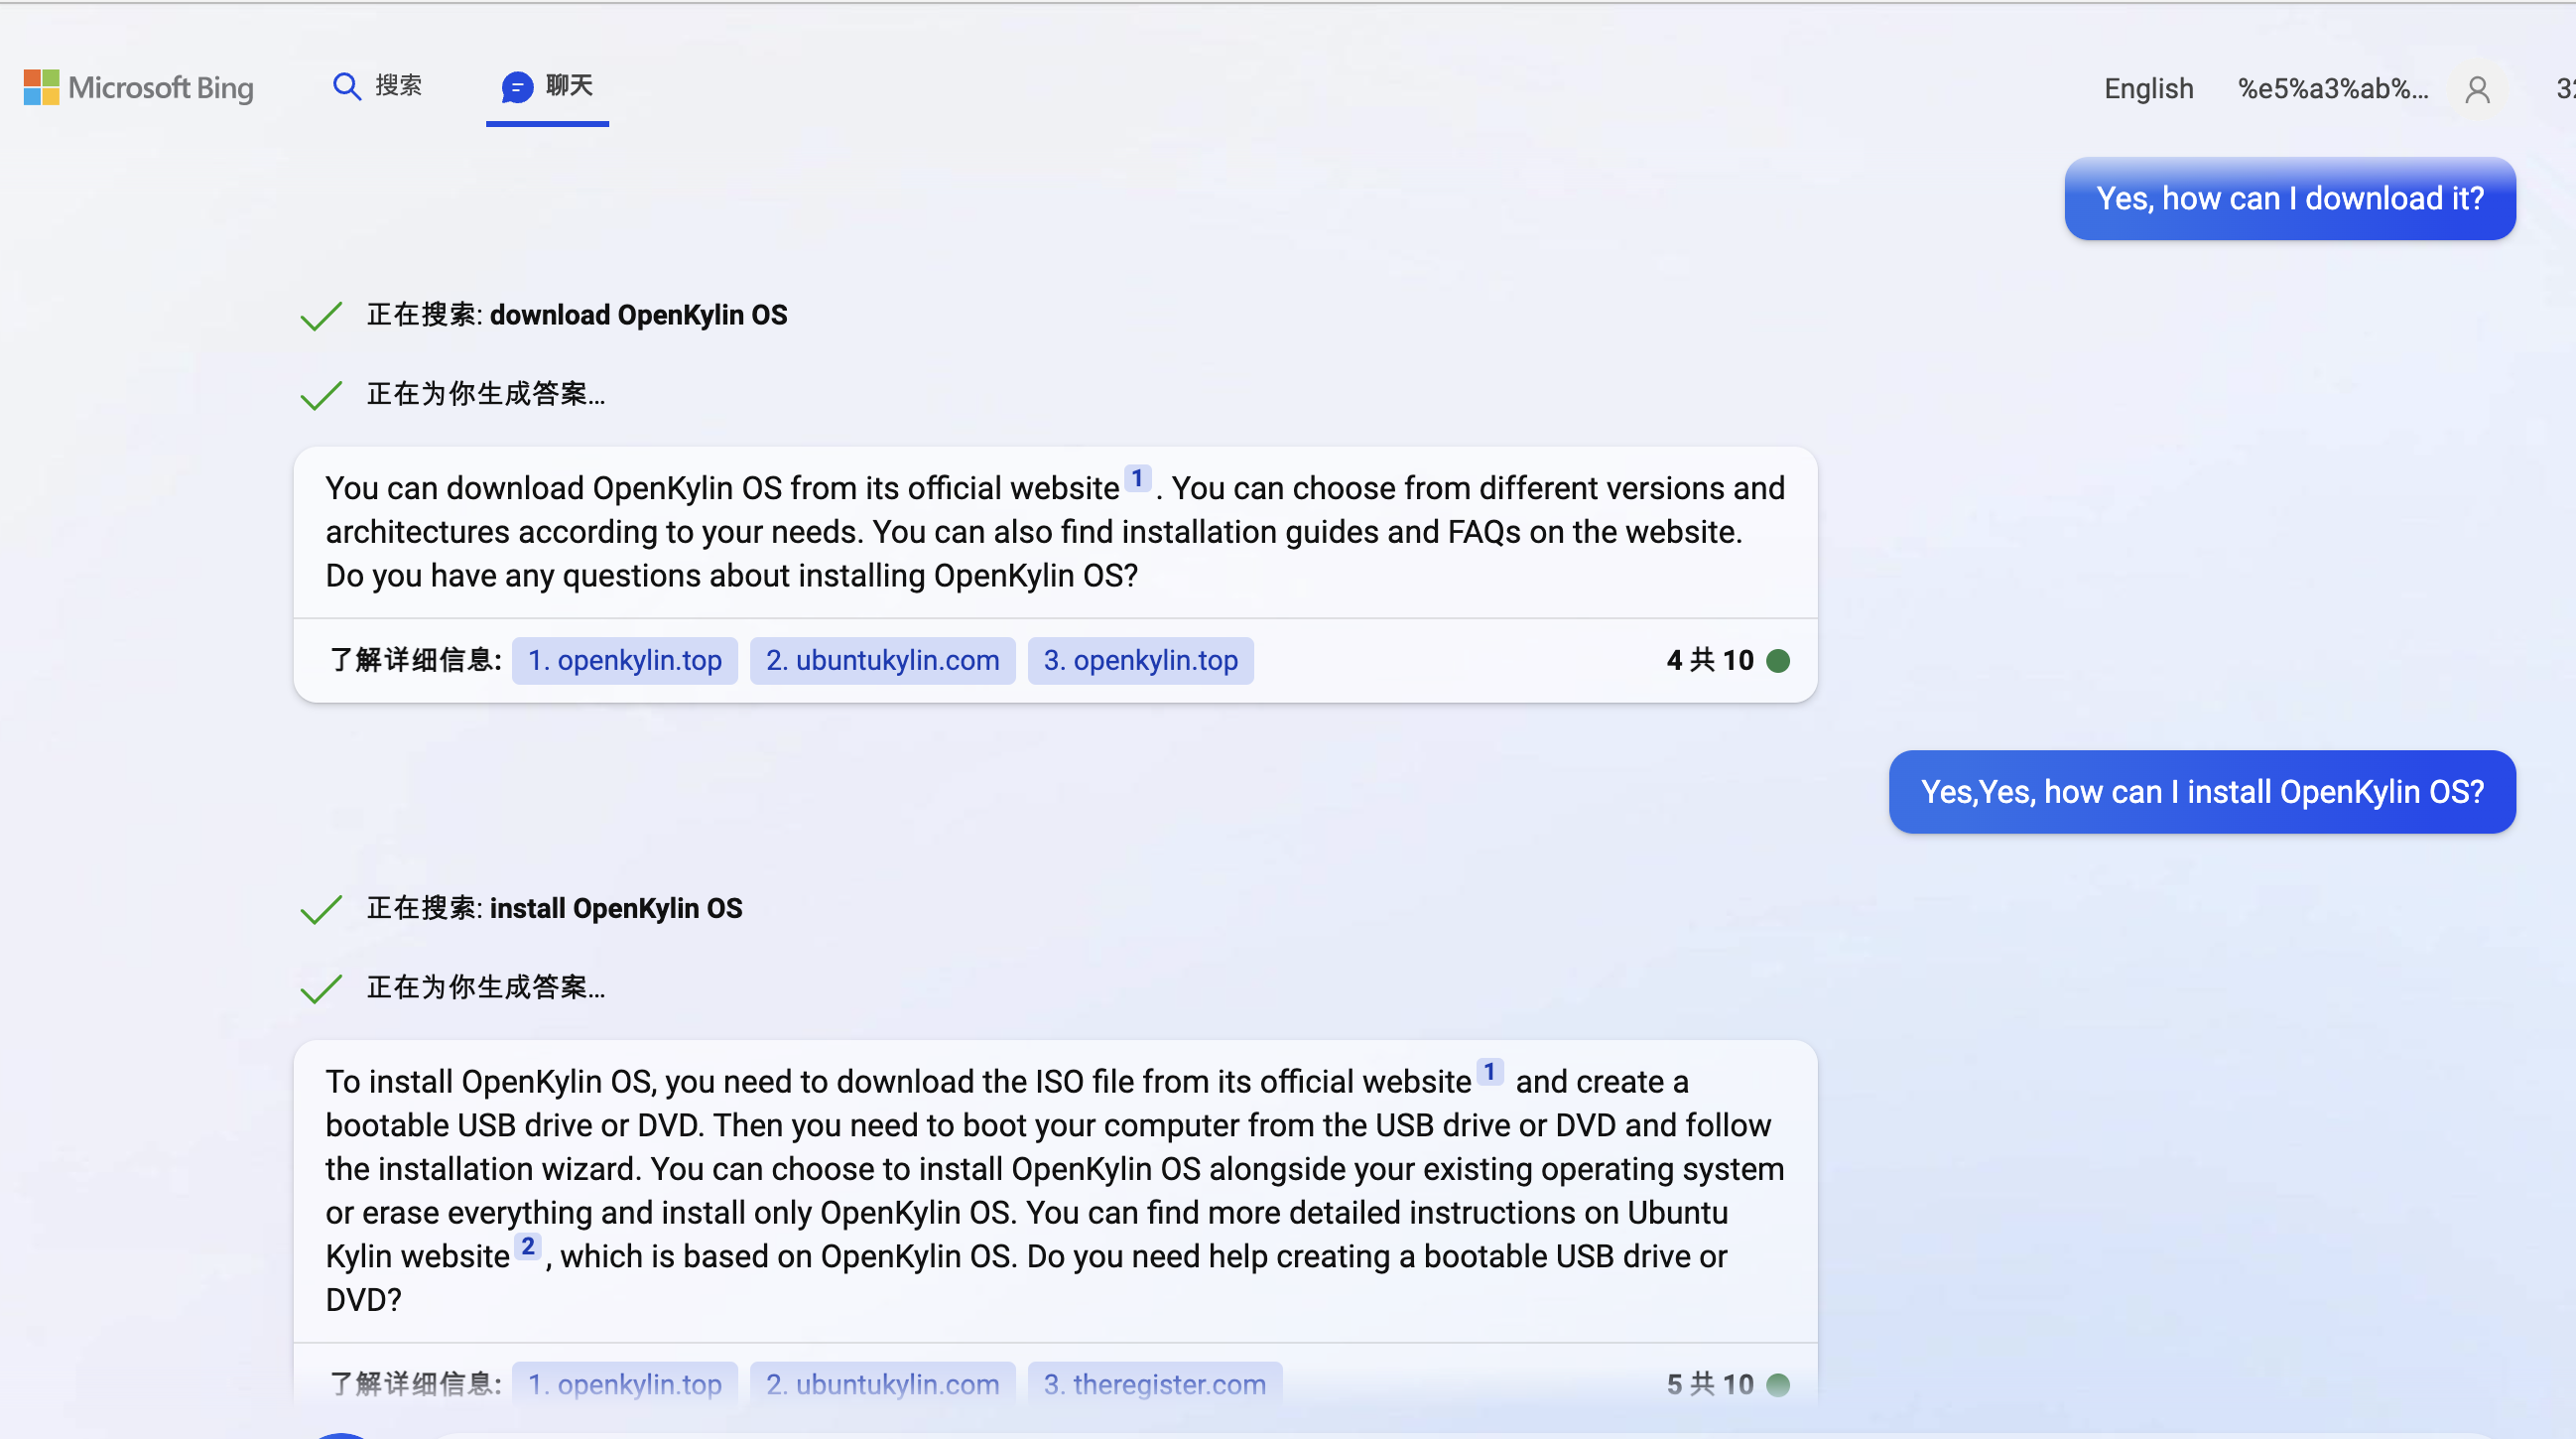 Microsoft Bing
搜索
聊天
English
%e5%a3%ab%...
Yes, how can I download it?
正在搜索: download OpenKylin OS
正在为你生成答案...
You can download OpenKylin OS from its official website 1 . You can choose from different versions and
architectures according to your needs. You can also find installation guides and FAQs on the website.
Do you have any questions about installing OpenKylin OS?
了解详细信息: 1. openkylin.top 2. ubuntukylin.com 3. openkylin.top 4 共 10
Yes,Yes, how can I install OpenKylin OS?
正在搜索: install OpenKylin OS
正在为你生成答案...
To install OpenKylin OS, you need to download the ISO file from its official website 1 and create a
bootable USB drive or DVD. Then you need to boot your computer from the USB drive or DVD and follow
the installation wizard. You can choose to install OpenKylin OS alongside your existing operating system
or erase everything and install only OpenKylin OS. You can find more detailed instructions on Ubuntu
Kylin website 2 , which is based on OpenKylin OS. Do you need help creating a bootable USB drive or
DVD?
了解详细信息: 1. openkylin.top 2. ubuntukylin.com 3. theregister.com 5 共 10